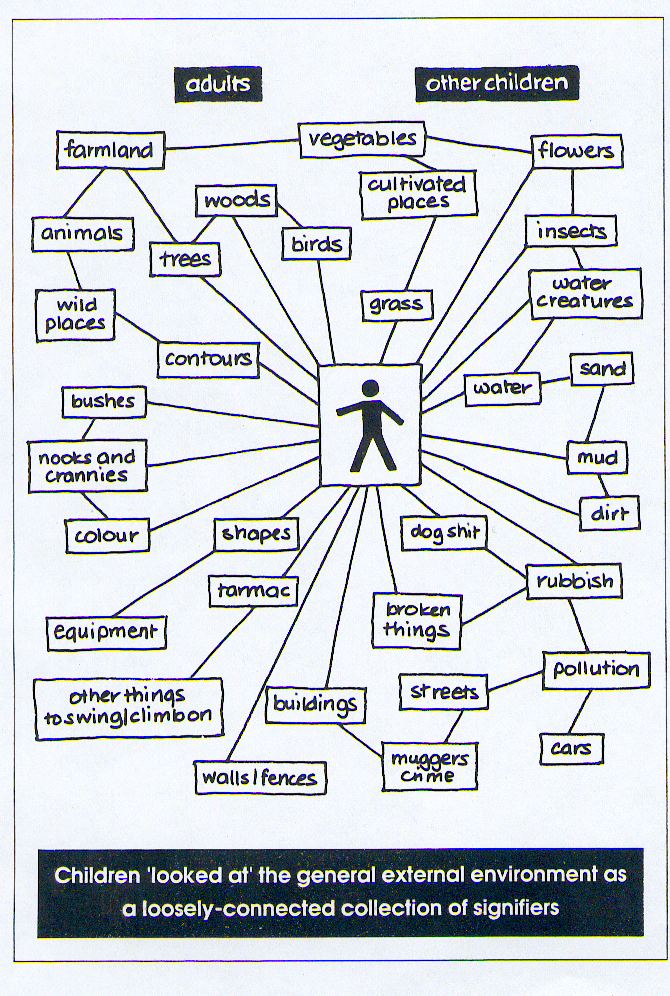 adults
other children
farmland
vegetables
flowers
cultivated
places
woods
animals
birds
insects
trees
water
creatures
wild
places
grass
contours
sand
water
bushes
nooks and
crannies
mud
colour
dirt
shapes
dog shit
tarmac
rubbish
broken
things
equipment
pollution
streets
other things
to swing/climb on
buildings
cars
muggers
crime
walls/fences
Children 'looked at' the general external environment as
a loosely-connected collection of signifiers